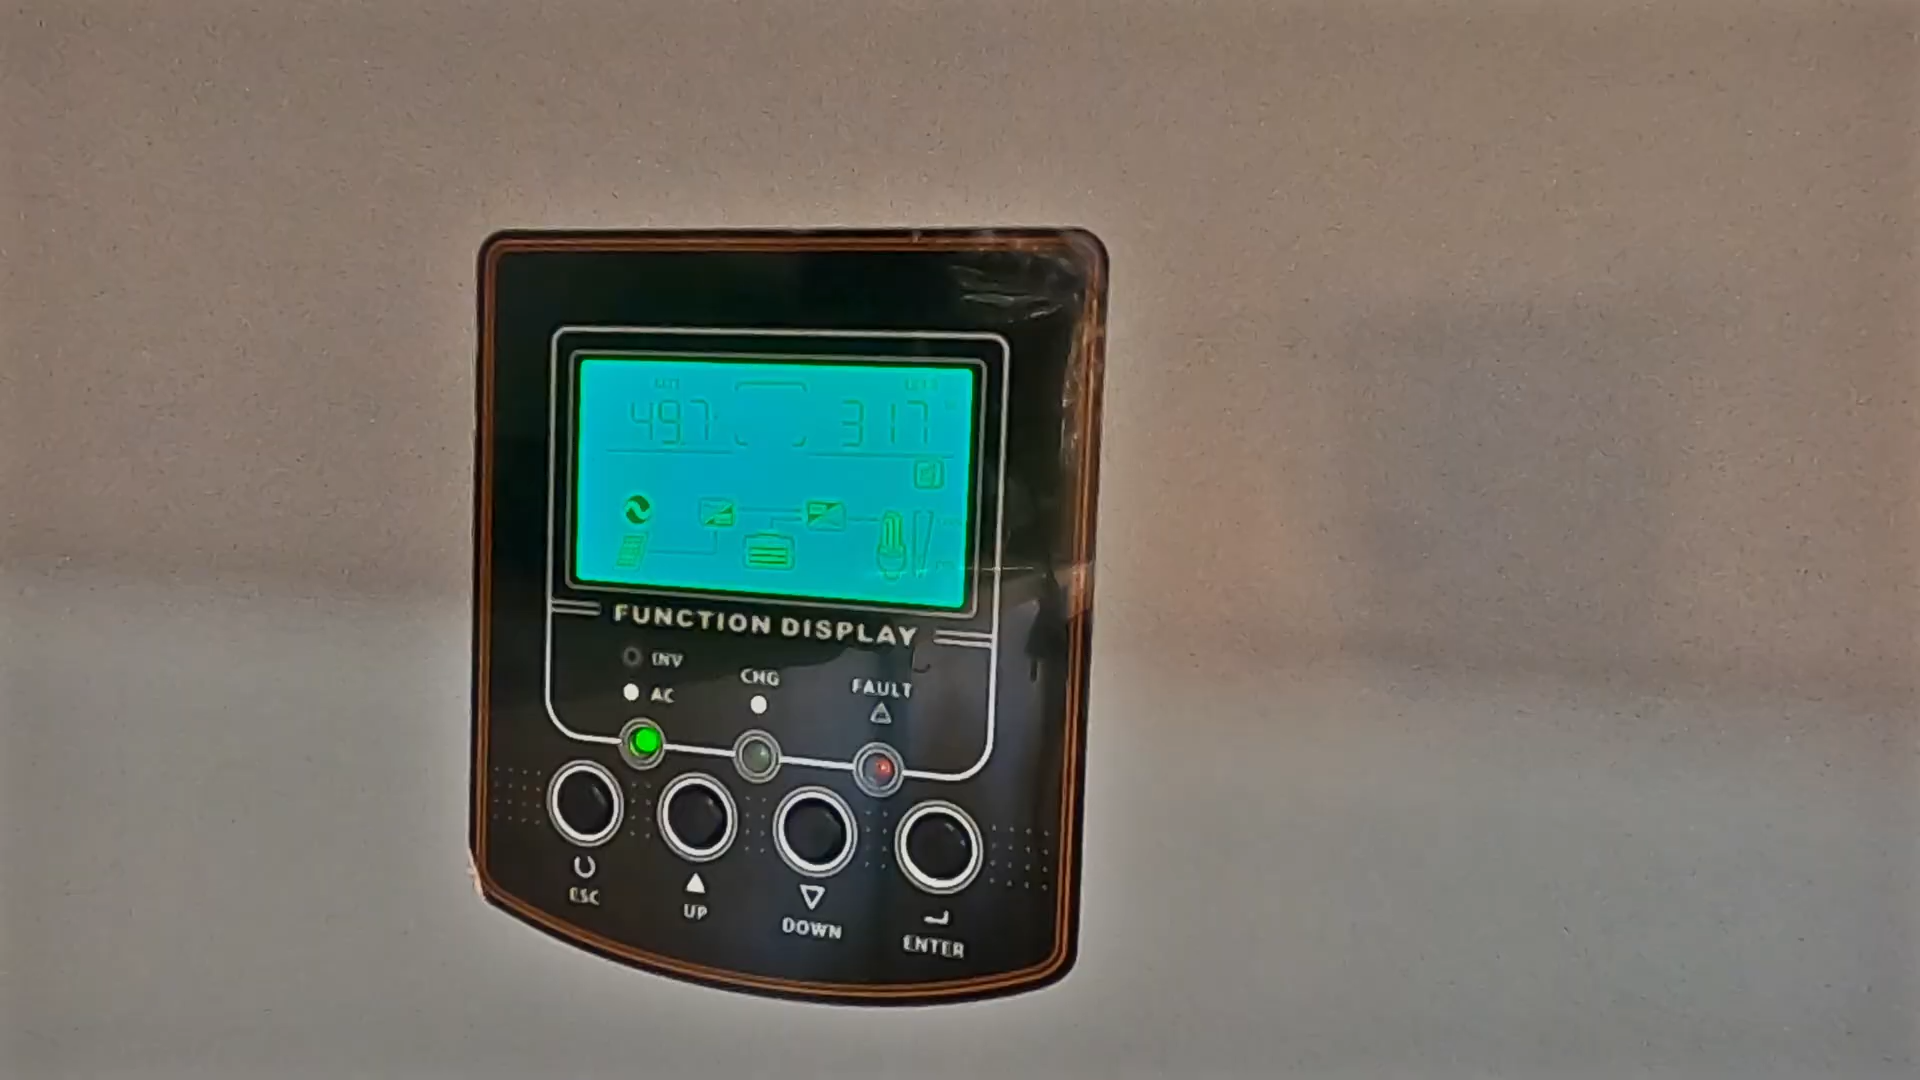 497 317
FUNCTION DISPLAY
INV
AC
CHG
FAULT
ESC
UP
DOWN
ENTER